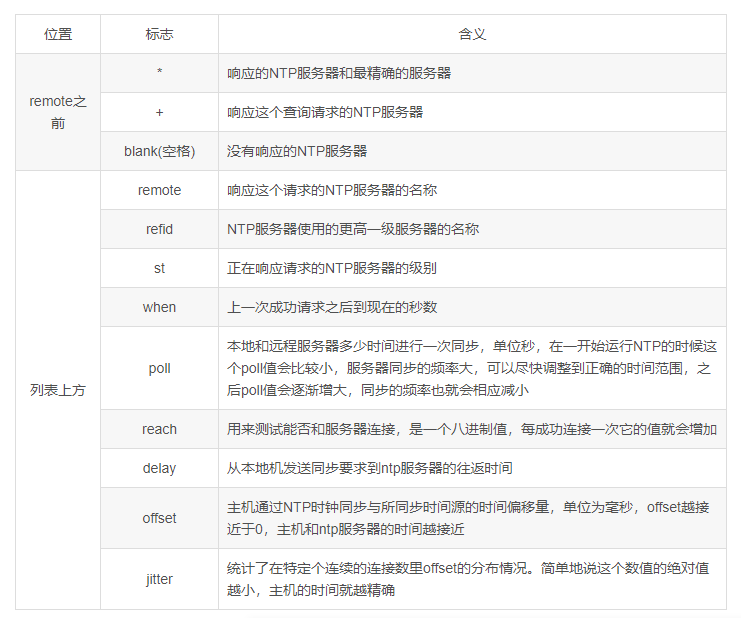 位置 标志 含义
remote之前
* 响应的NTP服务器和最精确的服务器
+ 响应这个查询请求的NTP服务器
blank(空格) 没有响应的NTP服务器
列表上方
remote 响应这个请求的NTP服务器的名称
refid NTP服务器使用的更高一级服务器的名称
st 正在响应请求的NTP服务器的级别
when 上一次成功请求之后到现在的秒数
poll
本地和远程服务器多少时间进行一次同步，单位秒，在一开始运行NTP的时候这
个poll值会比较小，服务器同步的频率大，可以尽快调整到正确的时间范围，之
后poll值会逐渐增大，同步的频率也就会相应减小
reach 用来测试能否和服务器连接，是一个八进制值，每成功连接一次它的值就会增加
delay 从本地机发送同步要求到ntp服务器的往返时间
offset
主机通过NTP时钟同步与所同步时间源的时间偏移量，单位为毫秒，offset越接
近于0，主机和ntp服务器的时间越接近
jitter
统计了在特定个连续的连接数里offset的分布情况。简单地说这个数值的绝对值
越小，主机的时间就越精确